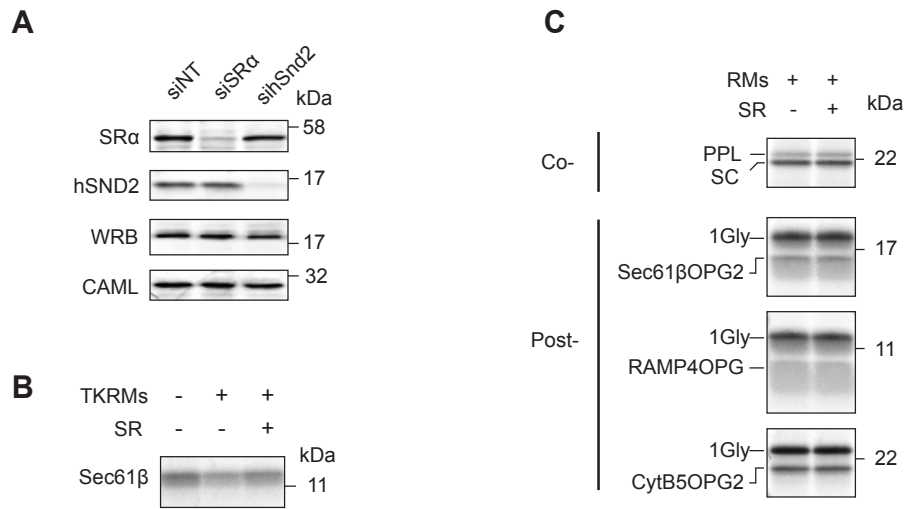 A
siNT siSRα sihSnd2
kDa
SRα
58
hSND2
17
WRB
17
CAML
32
B
TKRMs - + +
SR - - +
kDa
Sec61β
11
C
RMs + +
SR - +
kDa
Co-
PPL
SC
22
Post-
1Gly
17
Sec61βOPG2
1Gly
11
RAMP4OPG
1Gly
22
CytB5OPG2